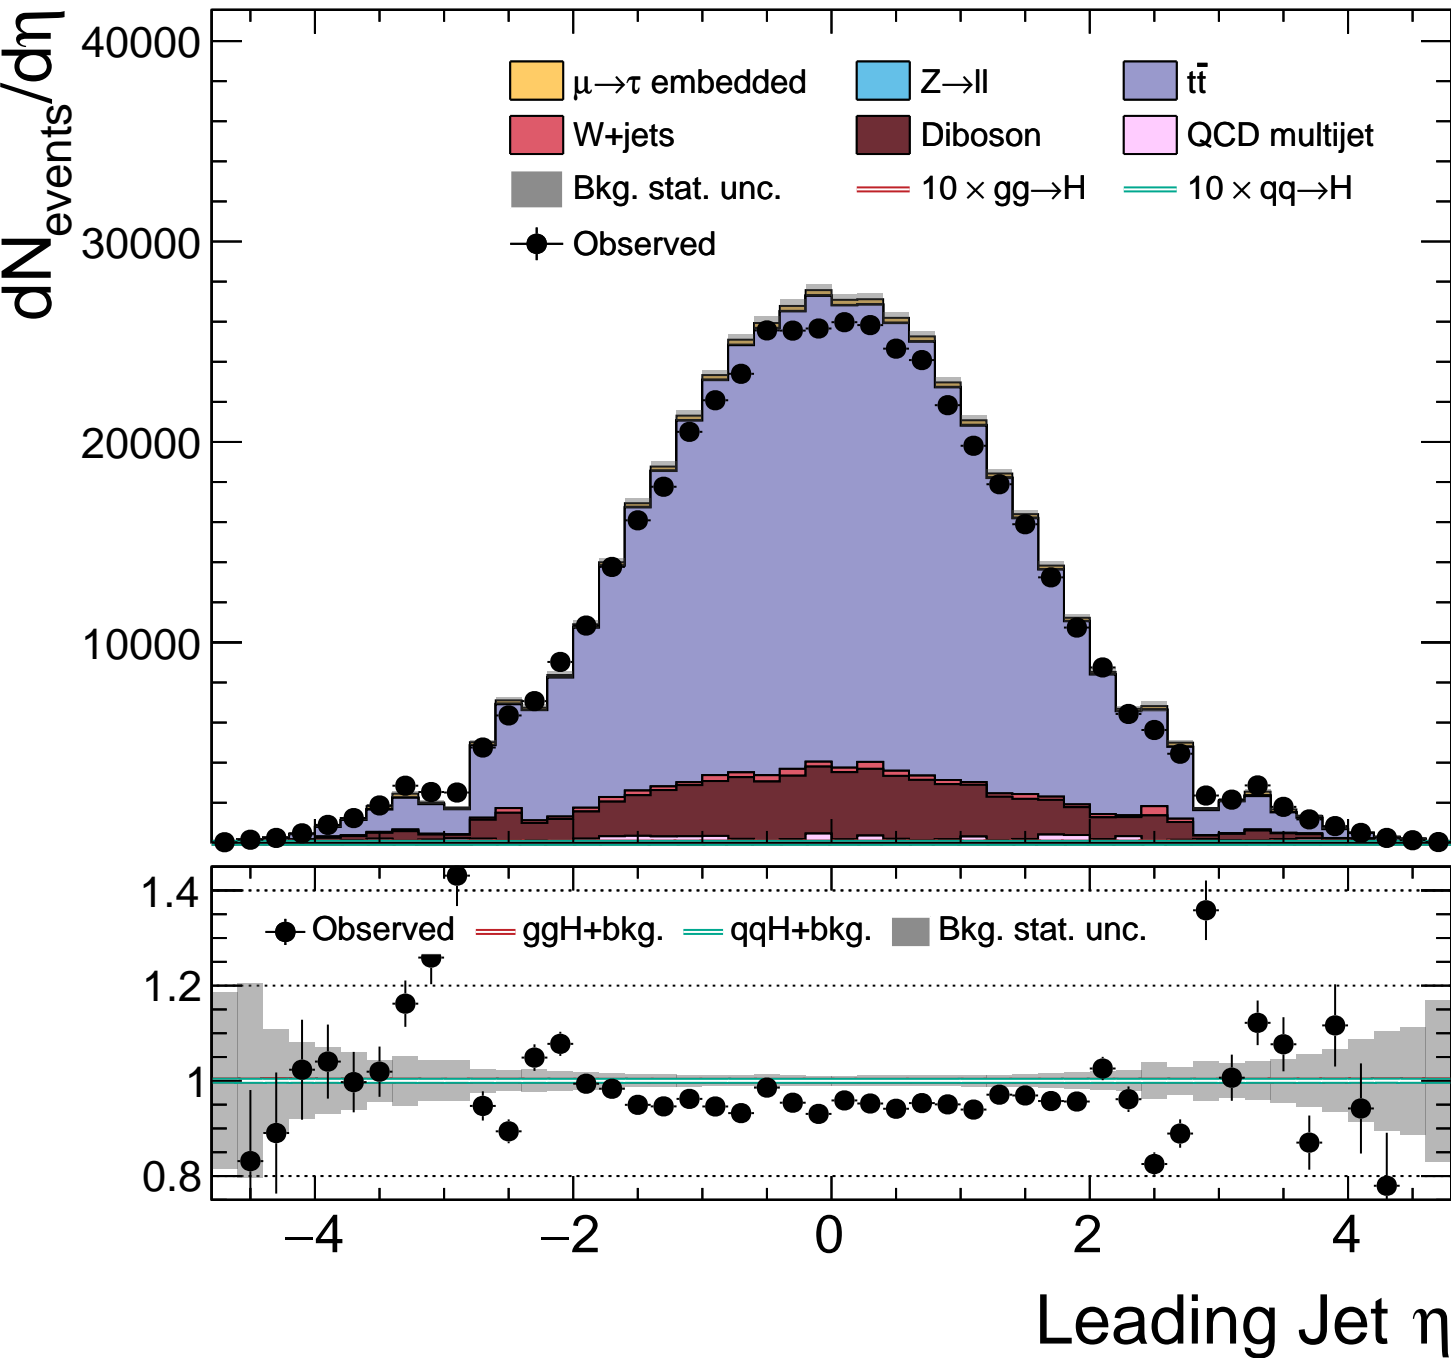 dN_events/dη
40000
30000
20000
10000
μ→τ embedded Z→ll tt̄
W+jets Diboson QCD multijet
Bkg. stat. unc. 10 × gg→H 10 × qq→H
Observed
1.4
1.2
1
0.8
Observed ggH+bkg. qqH+bkg. Bkg. stat. unc.
−4 −2 0 2 4
Leading Jet η